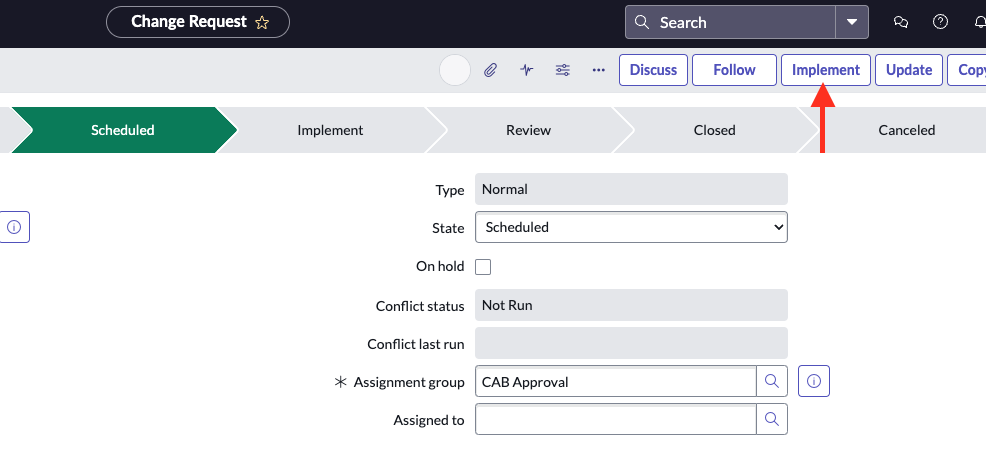 Change Request
Search
Discuss
Follow
Implement
Update
Copy
Scheduled
Implement
Review
Closed
Canceled
Type
Normal
State
Scheduled
On hold
Conflict status
Not Run
Conflict last run
Assignment group
CAB Approval
Assigned to